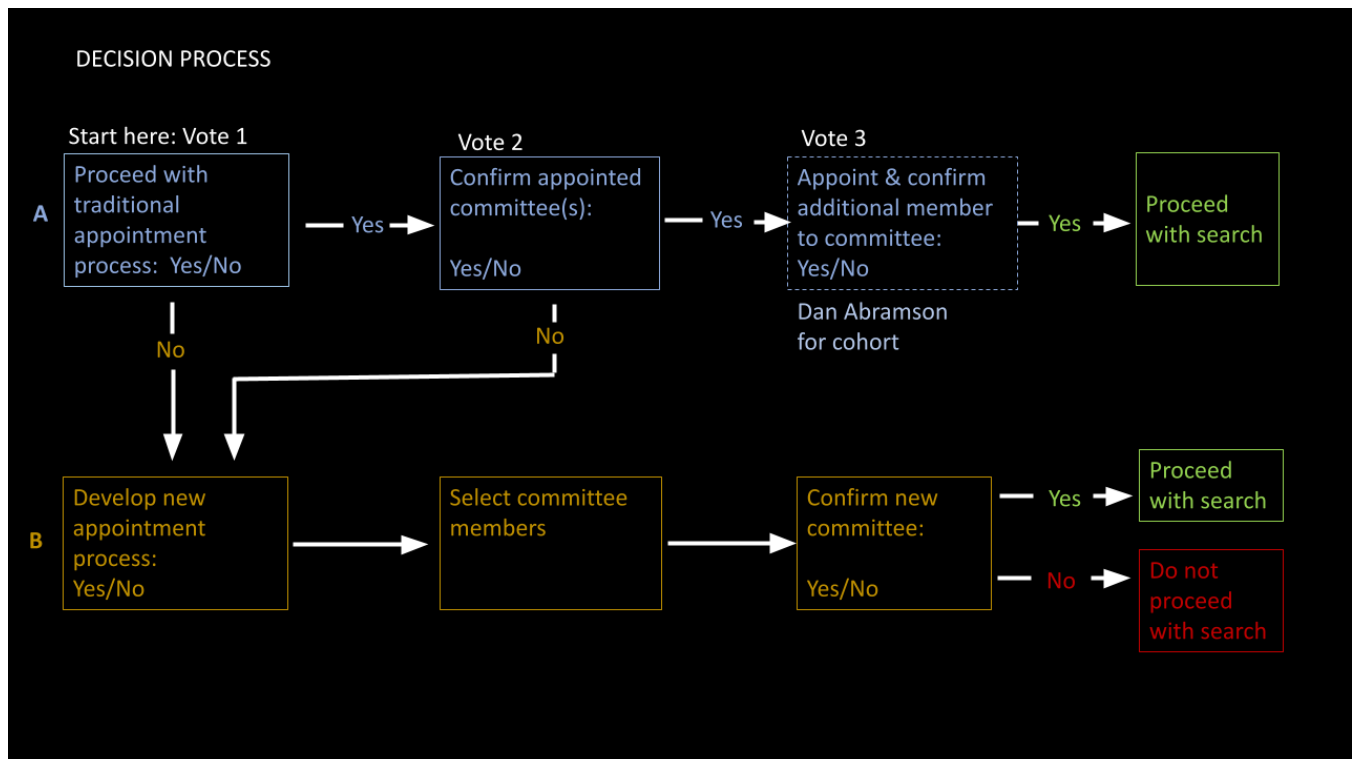 DECISION PROCESS
Start here: Vote 1
Vote 2
Vote 3
A
Proceed with
traditional
appointment
process: Yes/No
Yes
Confirm appointed
committee(s):
Yes/No
Yes
Appoint & confirm
additional member
to committee:
Yes/No
Yes
Proceed
with search
Dan Abramson
for cohort
No
No
B
Develop new
appointment
process:
Yes/No
Select committee
members
Confirm new
committee:
Yes/No
Yes
Proceed
with search
No
Do not
proceed
with search